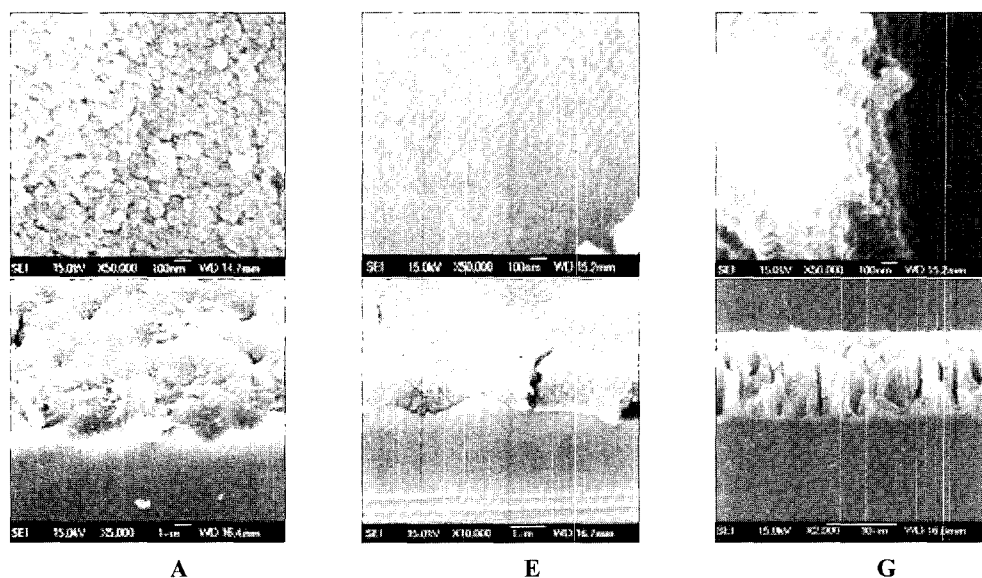 SEI 15.0kV X50,000 100nm WD 14.7mm
SEI 15.0kV X50,000 100nm WD 15.2mm
SEI 15.0kV X50,000 100nm WD 15.2mm
SEI 15.0kV X5,000 1μm WD 16.4mm
SEI 15.0kV X10,000 1μm WD 16.7mm
SEI 15.0kV X2,000 10μm WD
A
E
G